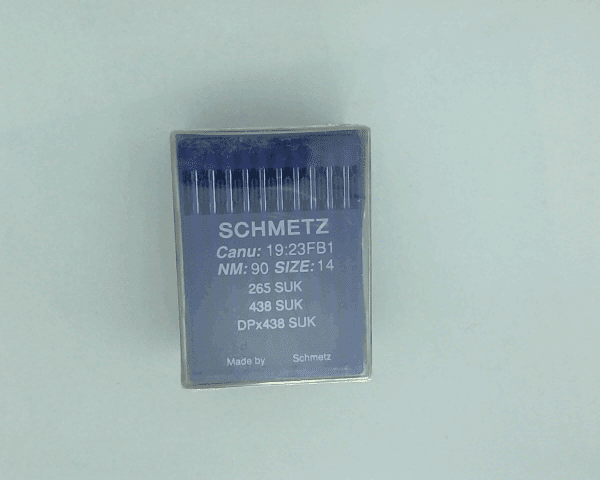 SCHMETZ
Canu: 19:23FB1
NM: 90 SIZE: 14
265 SUK
438 SUK
DPx438 SUK
Made by Schmetz